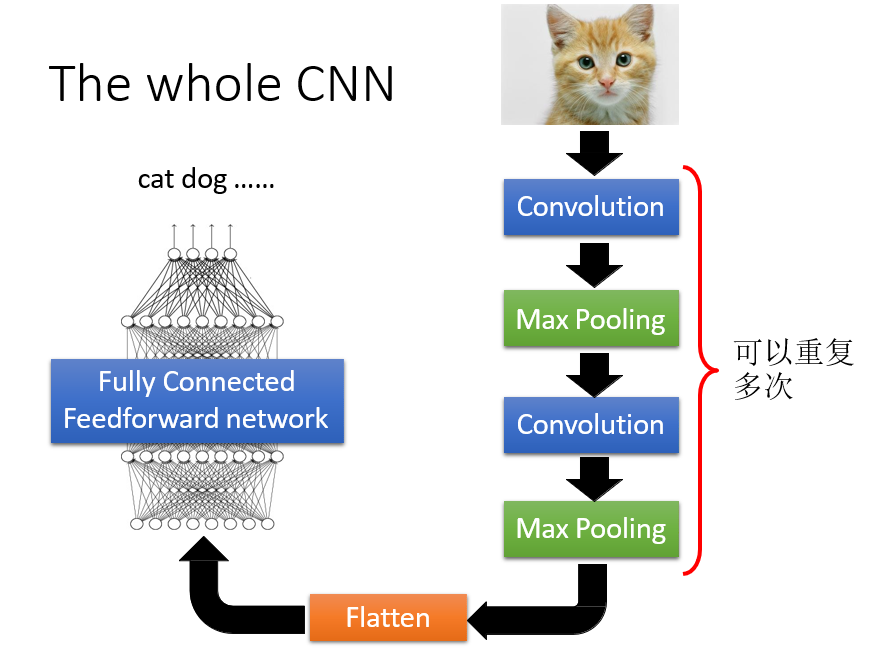 The whole CNN
cat dog ……
Convolution
Max Pooling
Convolution
Max Pooling
可以重复
多次
Flatten
Fully Connected
Feedforward network